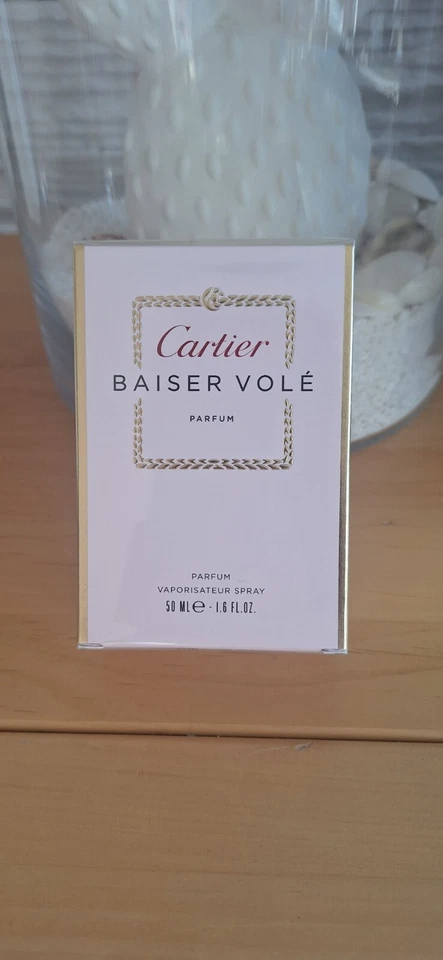 Cartier
BAISER VOLÉ
PARFUM
PARFUM
VAPORISATEUR SPRAY
50 ML℮ - 1.6 FL.OZ.